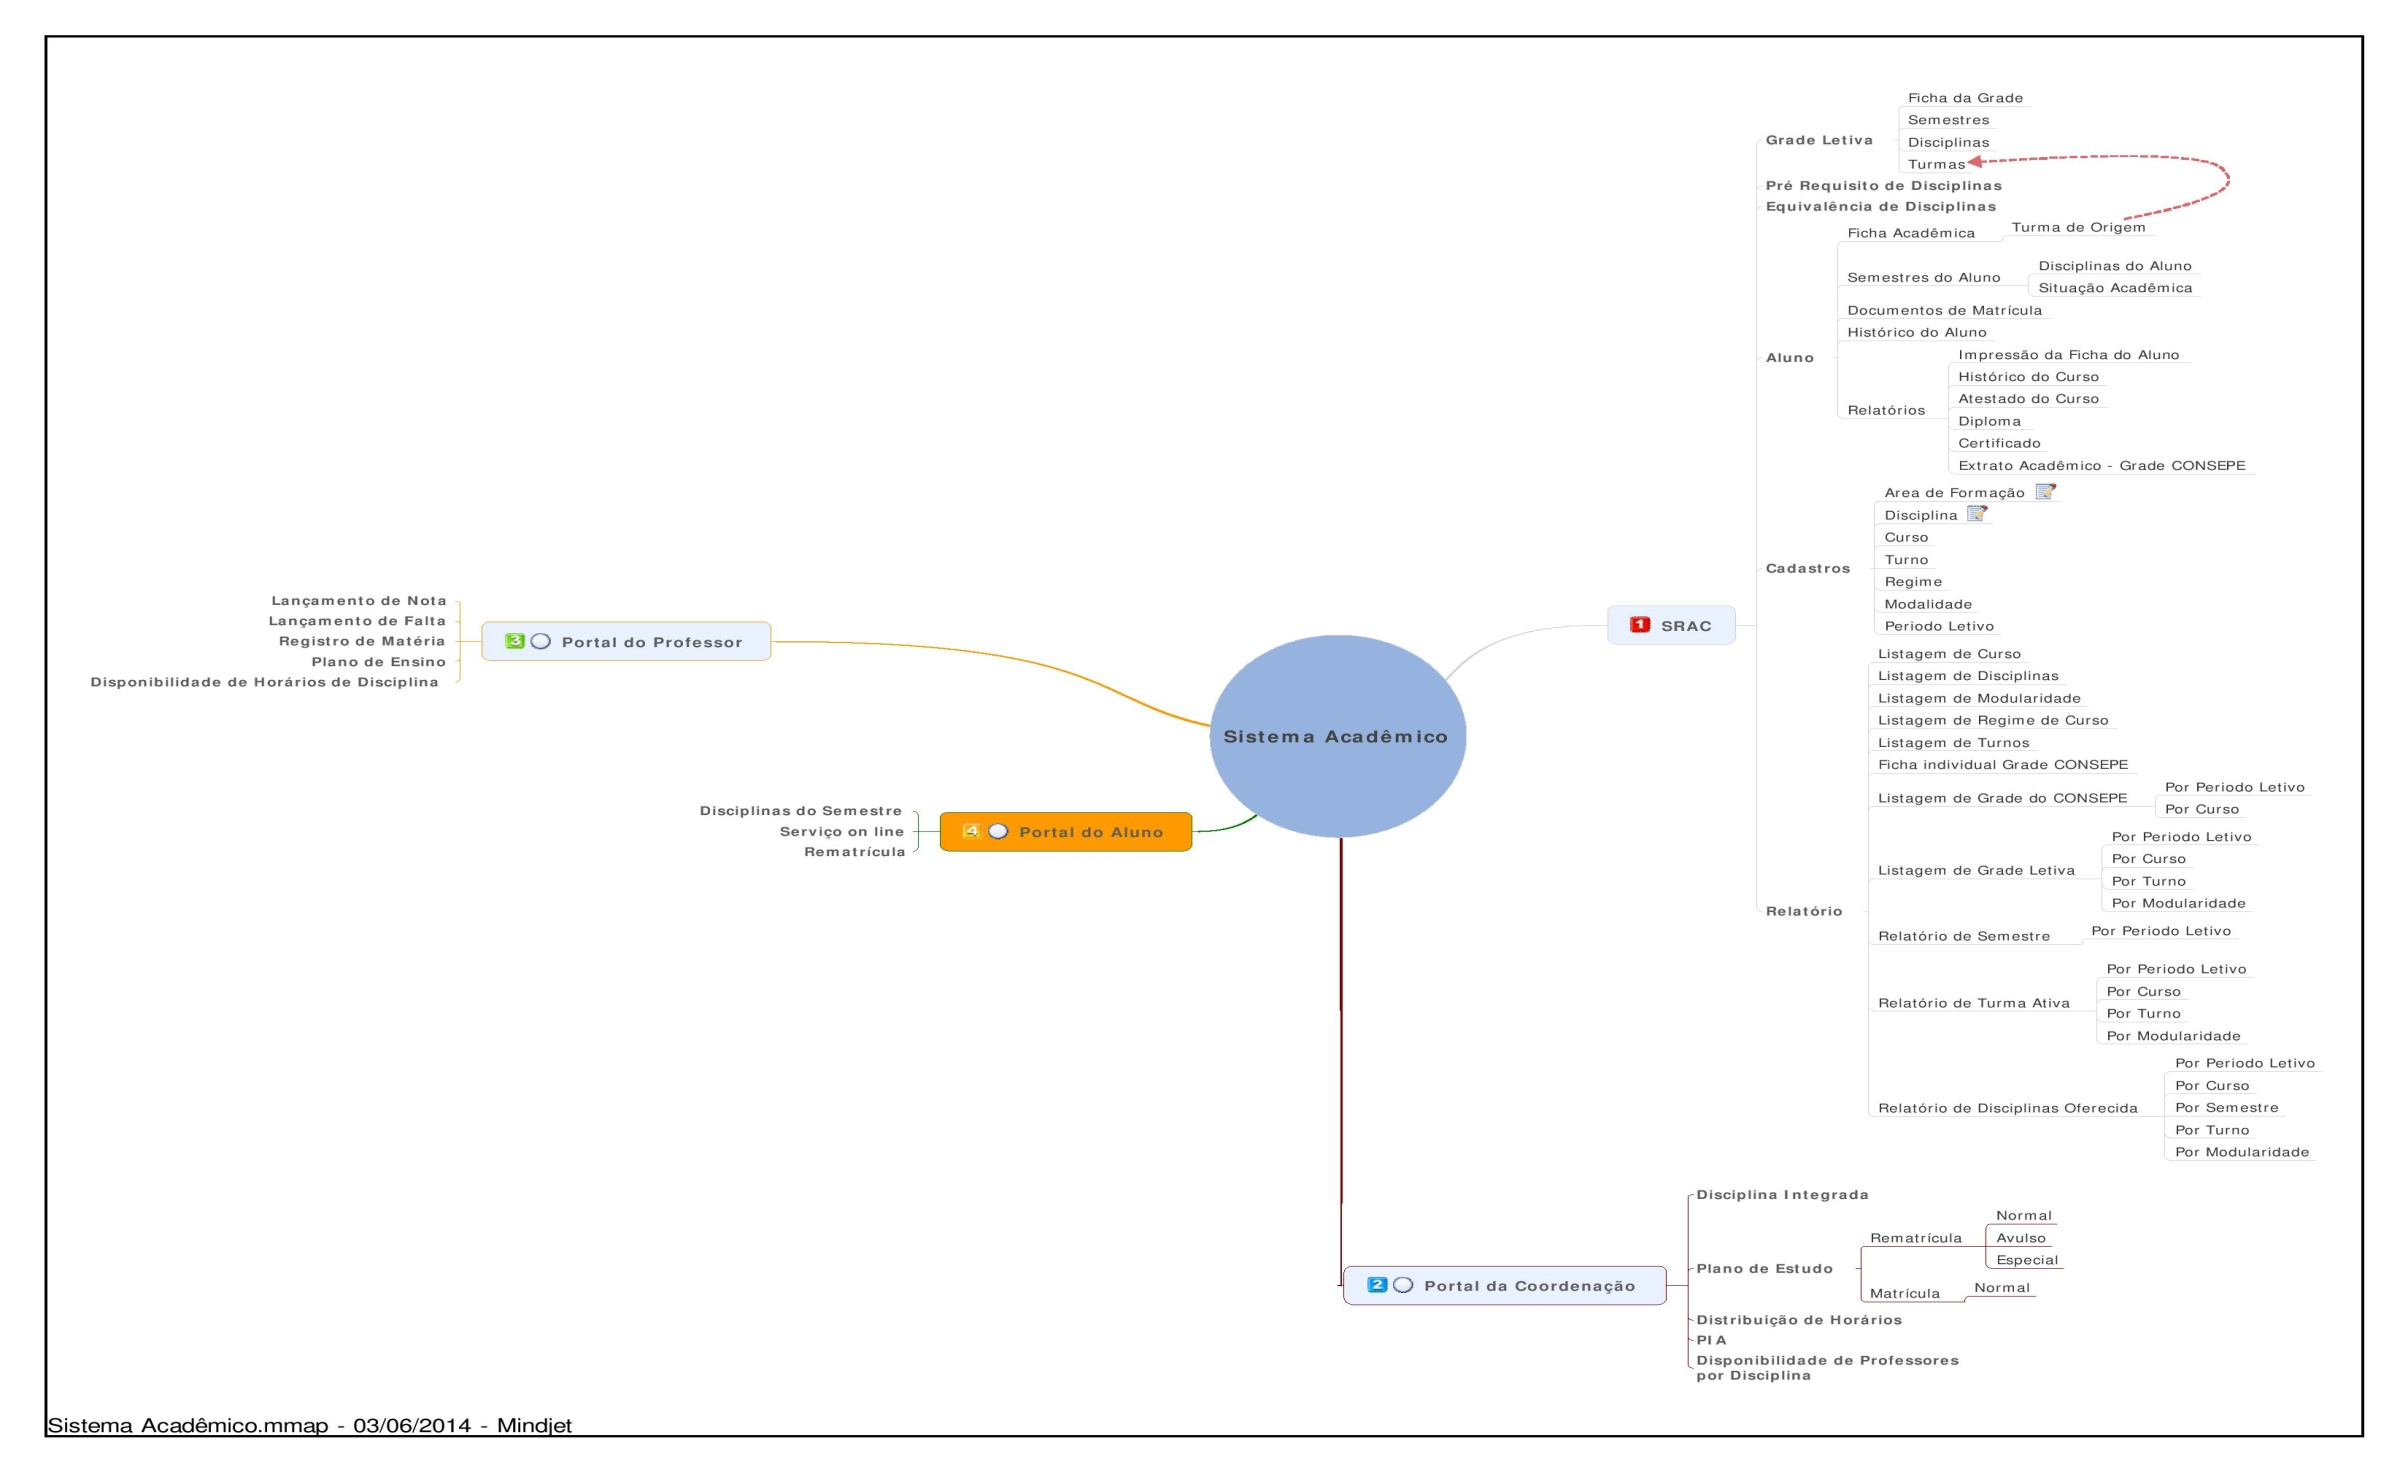 Ficha da Grade
Semestres
Grade Letiva
Disciplinas
Turmas
Pré Requisito de Disciplinas
Equivalência de Disciplinas
Ficha Acadêmica
Turma de Origem
Semestres do Aluno
Disciplinas do Aluno
Situação Acadêmica
Documentos de Matrícula
Histórico do Aluno
Aluno
Relatórios
Impressão da Ficha do Aluno
Histórico do Curso
Atestado do Curso
Diploma
Certificado
Extrato Acadêmico - Grade CONSEPE
Cadastros
Area de Formação
Disciplina
Curso
Turno
Regime
Modalidade
Periodo Letivo
1 SRAC
Relatório
Listagem de Curso
Listagem de Disciplinas
Listagem de Modularidade
Listagem de Regime de Curso
Listagem de Turnos
Ficha individual Grade CONSEPE
Listagem de Grade do CONSEPE
Por Periodo Letivo
Por Curso
Listagem de Grade Letiva
Por Periodo Letivo
Por Curso
Por Turno
Por Modularidade
Relatório de Semestre
Por Periodo Letivo
Relatório de Turma Ativa
Por Periodo Letivo
Por Curso
Por Turno
Por Modularidade
Relatório de Disciplinas Oferecida
Por Periodo Letivo
Por Curso
Por Semestre
Por Turno
Por Modularidade
Sistema Acadêmico
Lançamento de Nota
Lançamento de Falta
Registro de Matéria
Plano de Ensino
Disponibilidade de Horários de Disciplina
3 Portal do Professor
Disciplinas do Semestre
Serviço on line
Rematrícula
4 Portal do Aluno
2 Portal da Coordenação
Disciplina Integrada
Plano de Estudo
Rematrícula
Normal
Avulso
Especial
Matrícula
Normal
Distribuição de Horários
PIA
Disponibilidade de Professores
por Disciplina
Sistema Acadêmico.mmap - 03/06/2014 - Mindjet